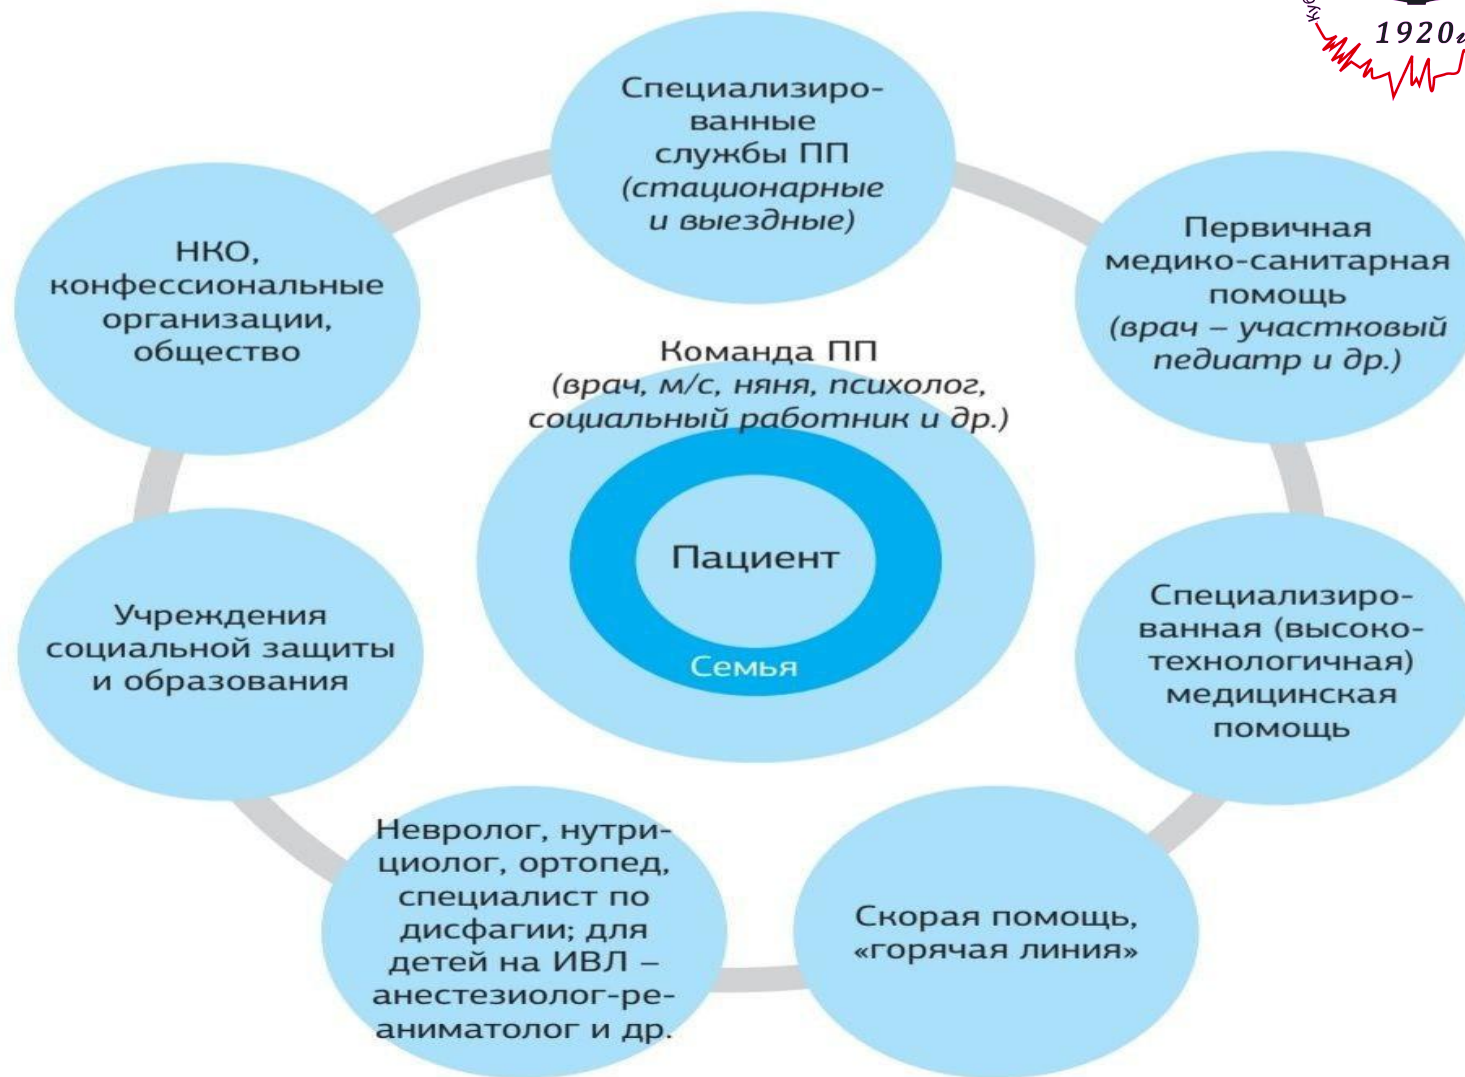 1920г
Специализиро-
ванные
службы ПП
(стационарные
и выездные)
НКО,
конфессиональные
организации,
общество
Первичная
медико-санитарная
помощь
(врач – участковый
педиатр и др.)
Команда ПП
(врач, м/с, няня, психолог,
социальный работник и др.)
Пациент
Семья
Учреждения
социальной защиты
и образования
Специализиро-
ванная (высоко-
технологичная)
медицинская
помощь
Невролог, нутри-
циолог, ортопед,
специалист по
дисфагии; для
детей на ИВЛ –
анестезиолог-ре-
аниматолог и др.
Скорая помощь,
«горячая линия»